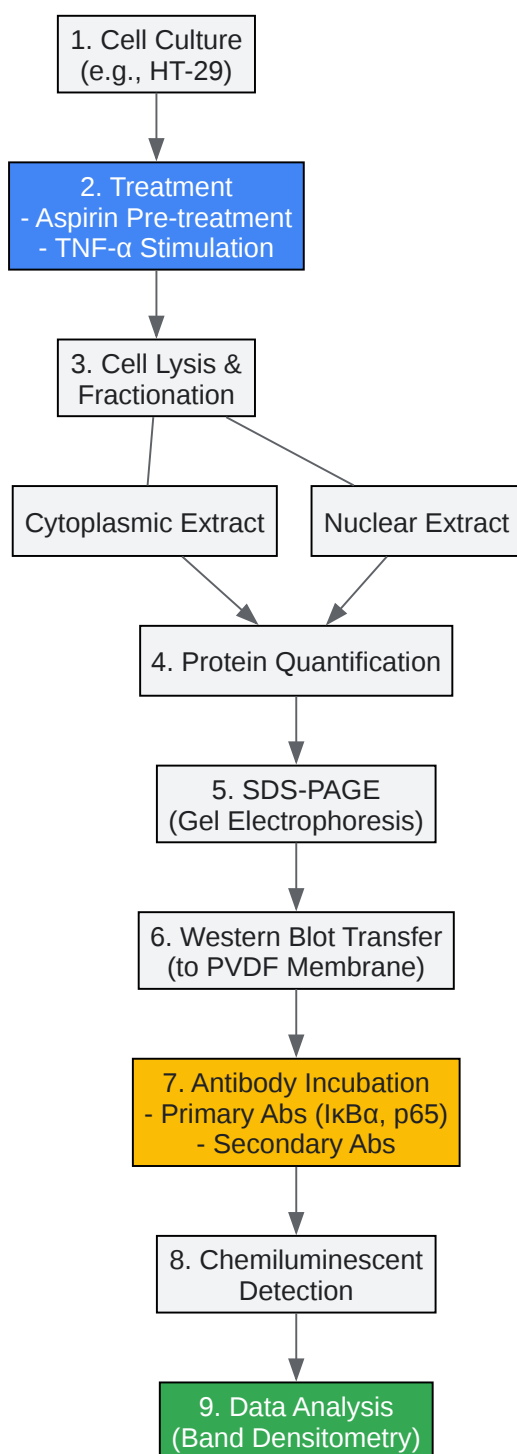 1. Cell Culture
(e.g., HT-29)
2. Treatment
- Aspirin Pre-treatment
- TNF-α Stimulation
3. Cell Lysis &
Fractionation
Cytoplasmic Extract
Nuclear Extract
4. Protein Quantification
5. SDS-PAGE
(Gel Electrophoresis)
6. Western Blot Transfer
(to PVDF Membrane)
7. Antibody Incubation
- Primary Abs (IκBα, p65)
- Secondary Abs
8. Chemiluminescent
Detection
9. Data Analysis
(Band Densitometry)